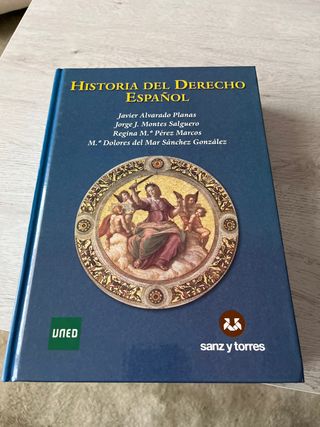 HISTORIA DEL DERECHO
ESPAÑOL
Javier Alvarado Planas
Jorge J. Montes Salguero
Regina M.ª Pérez Marcos
M.ª Dolores del Mar Sánchez González
UNED
sanz y torres